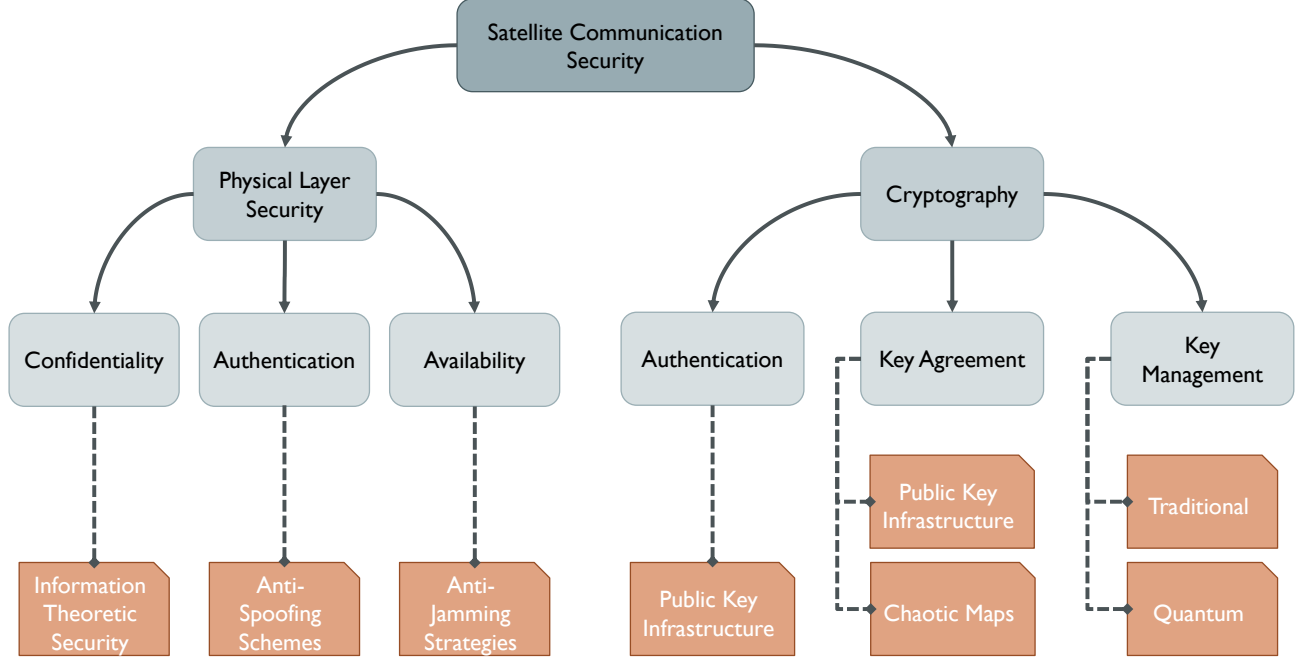 Satellite Communication
Security
Physical Layer
Security
Cryptography
Confidentiality
Authentication
Availability
Authentication
Key Agreement
Key
Management
Public Key
Infrastructure
Traditional
Information
Theoretic
Security
Anti-
Spoofing
Schemes
Anti-
Jamming
Strategies
Public Key
Infrastructure
Chaotic Maps
Quantum